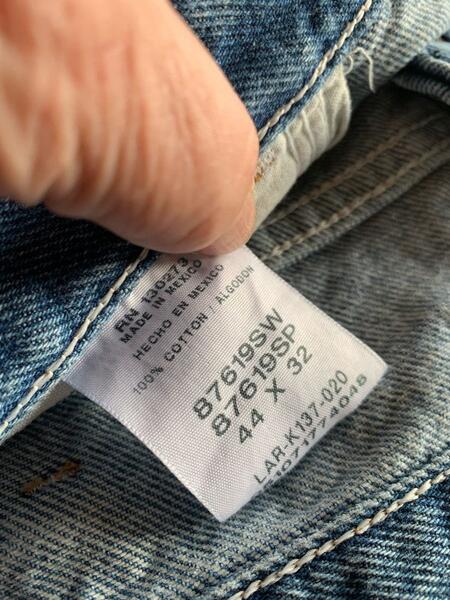 RN 130273
MADE IN MEXICO
HECHO EN MEXICO
100% COTTON / ALGODON
87619SW
87619SP
44 X 32
LAR-K137-020